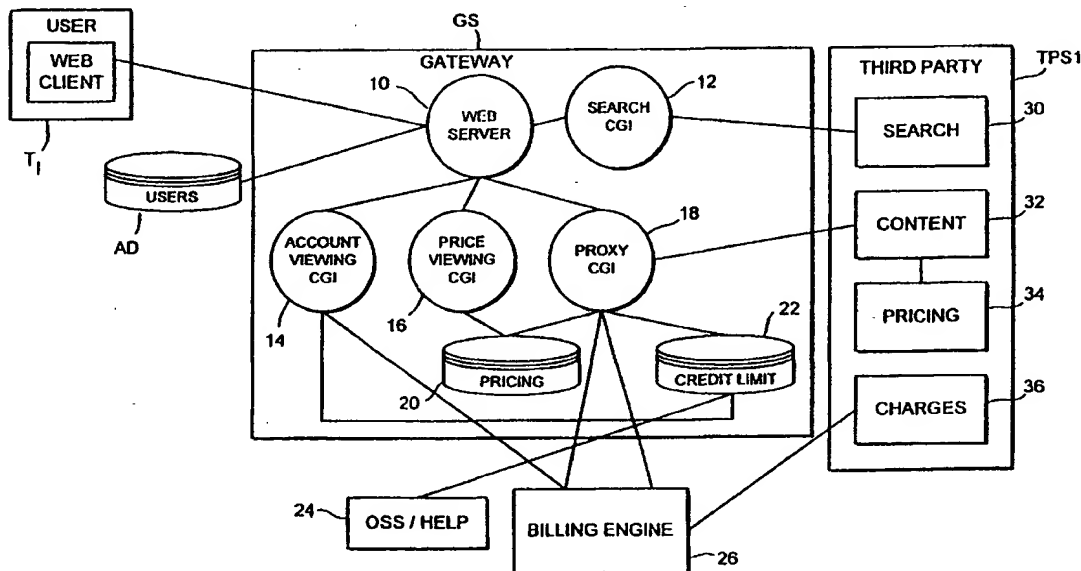 USER
WEB
CLIENT
T1
USERS
AD
GS
GATEWAY
10
WEB
SERVER
12
SEARCH
CGI
ACCOUNT
VIEWING
CGI
14
PRICE
VIEWING
CGI
16
18
PROXY
CGI
20
PRICING
22
CREDIT LIMIT
THIRD PARTY
TPS1
30
SEARCH
32
CONTENT
34
PRICING
36
CHARGES
24
OSS / HELP
BILLING ENGINE
26